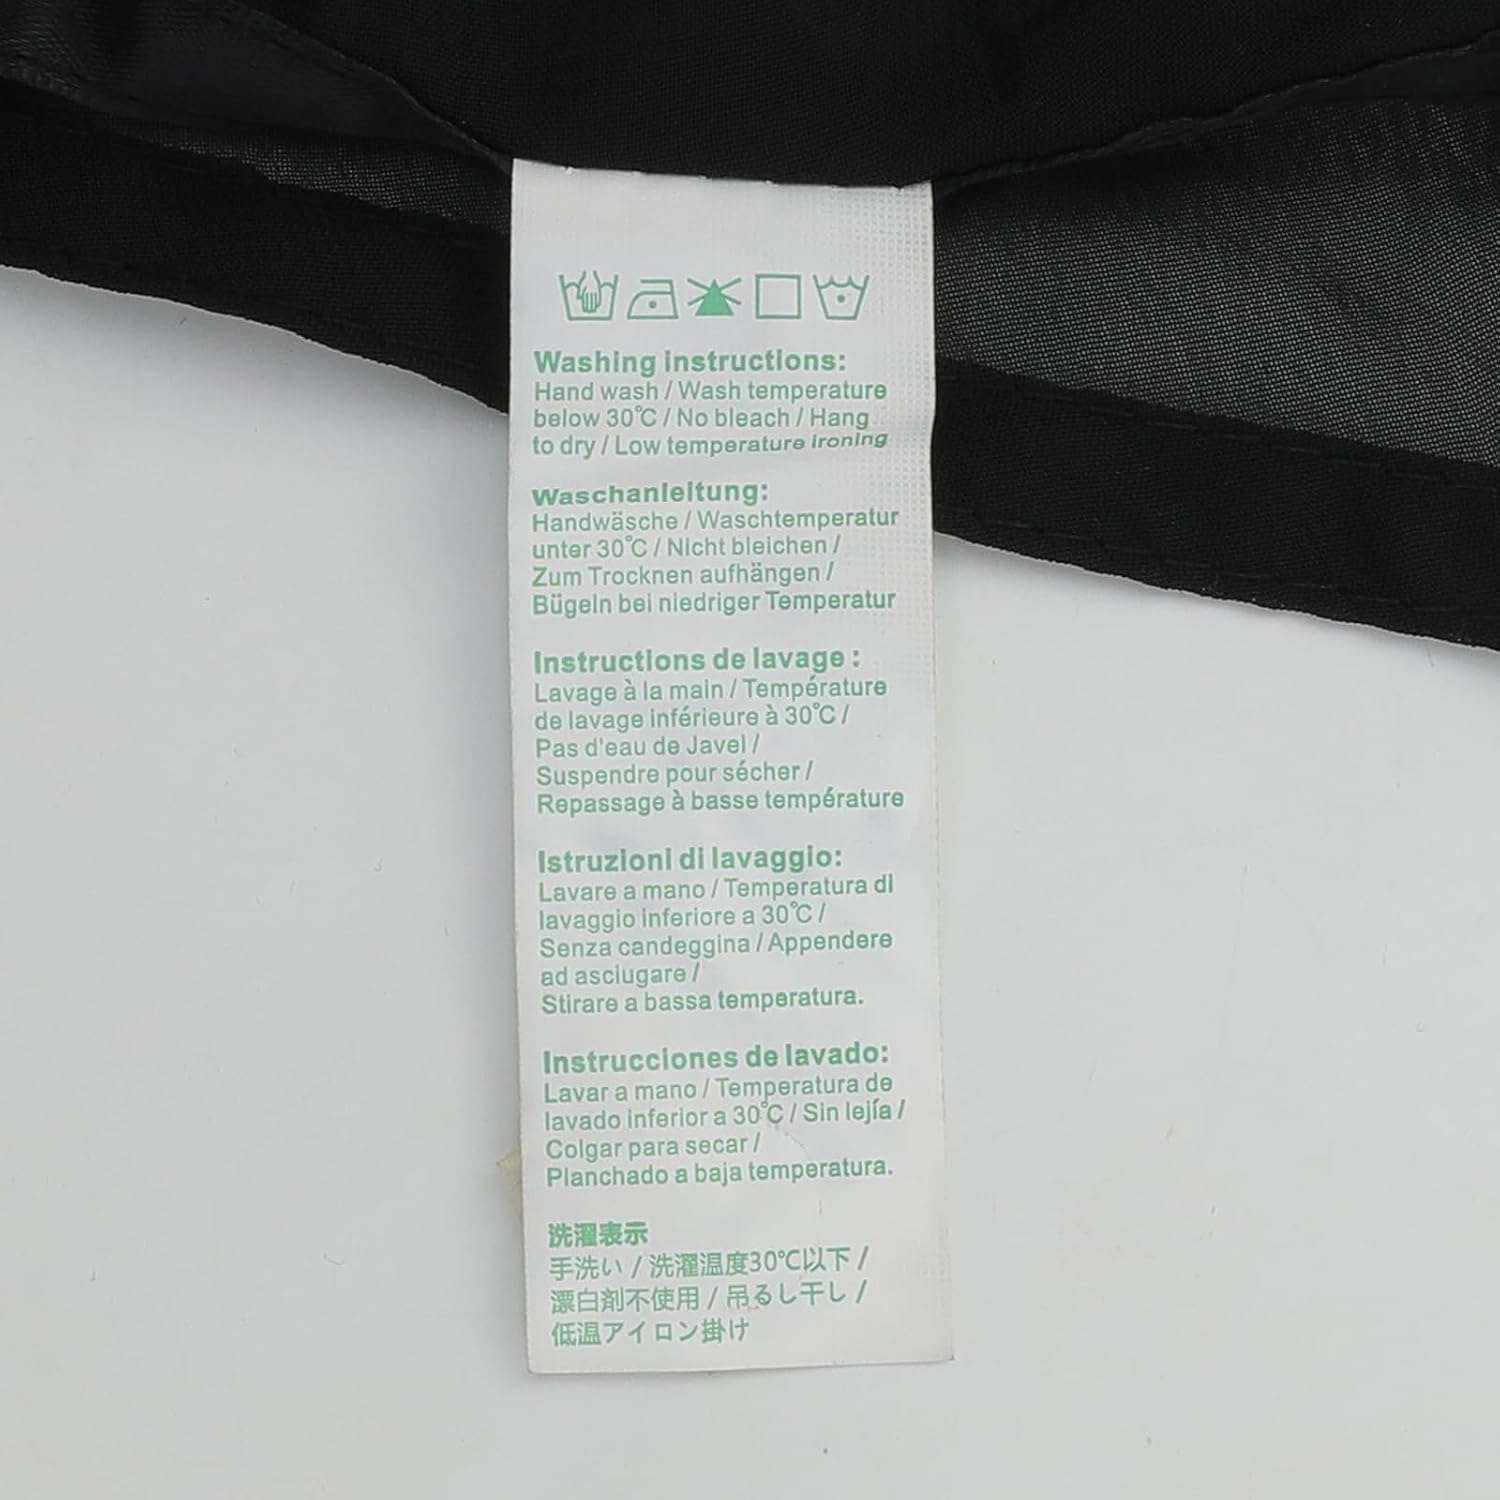 Washing instructions:
Hand wash / Wash temperature
below 30℃ / No bleach / Hang
to dry / Low temperature ironing
Waschanleitung:
Handwäsche / Waschtemperatur
unter 30℃ / Nicht bleichen /
Zum Trocknen aufhängen /
Bügeln bei niedriger Temperatur
Instructions de lavage :
Lavage à la main / Température
de lavage inférieure à 30℃ /
Pas d'eau de Javel /
Suspendre pour sécher /
Repassage à basse température
Istruzioni di lavaggio:
Lavare a mano / Temperatura di
lavaggio inferiore a 30℃ /
Senza candeggina / Appendere
ad asciugare /
Stirare a bassa temperatura.
Instrucciones de lavado:
Lavar a mano / Temperatura de
lavado inferior a 30℃ / Sin lejía /
Colgar para secar /
Planchado a baja temperatura.
洗濯表示
手洗い / 洗濯温度30℃以下 /
漂白剤不使用 / 吊るし干し /
低温アイロン掛け